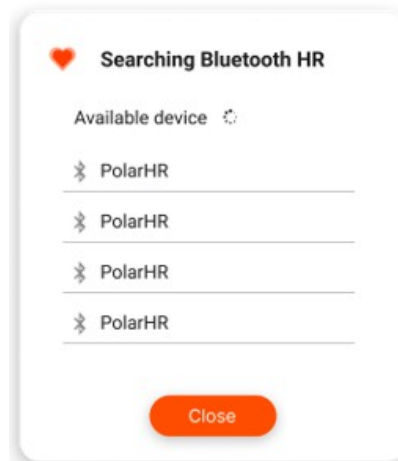 Searching Bluetooth HR
Available device
PolarHR
PolarHR
PolarHR
PolarHR
Close